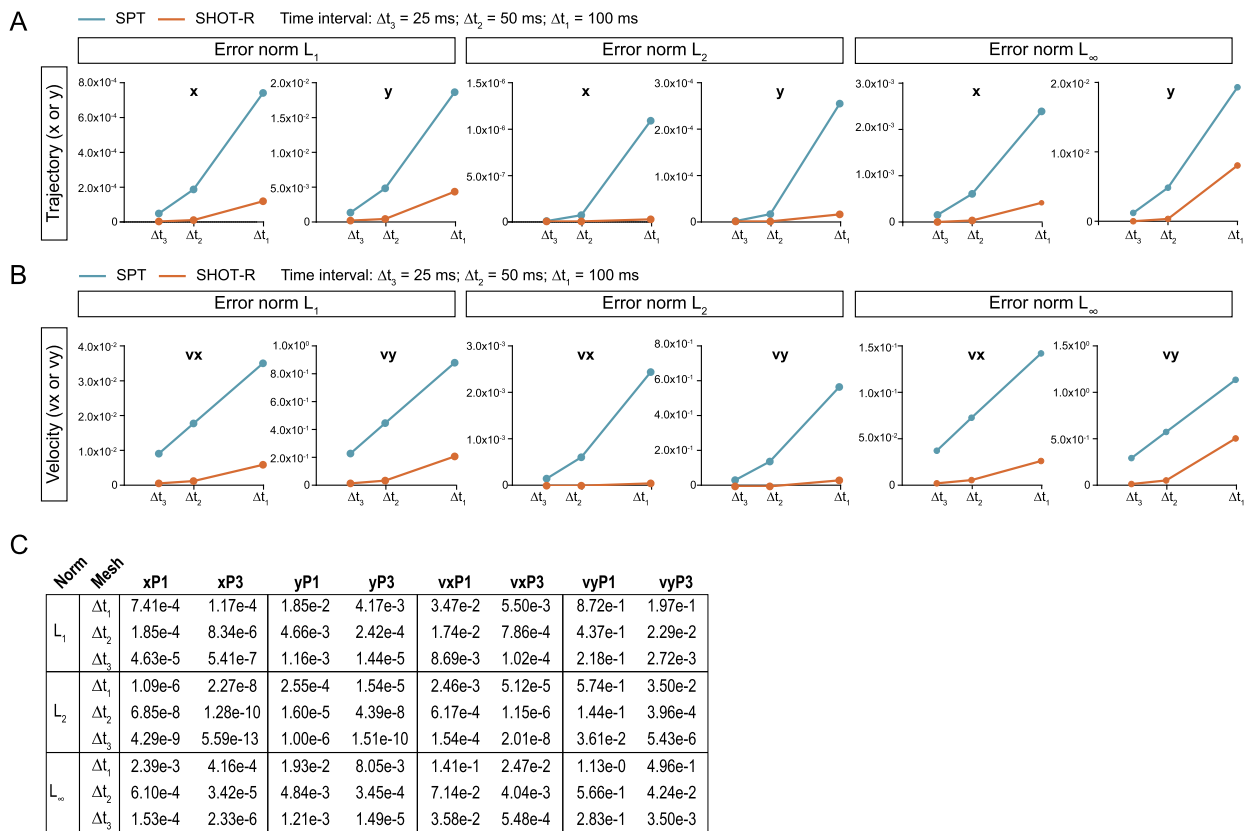 A
SPT SHOT-R Time interval: Δt₃ = 25 ms; Δt₂ = 50 ms; Δt₁ = 100 ms
Error norm L₁ Error norm L₂ Error norm L∞
Trajectory (x or y)
x
8.0x10⁻⁴
6.0x10⁻⁴
4.0x10⁻⁴
2.0x10⁻⁴
0
Δt₃ Δt₂ Δt₁
y
2.0x10⁻²
1.5x10⁻²
1.0x10⁻²
5.0x10⁻³
0
Δt₃ Δt₂ Δt₁
x
1.5x10⁻⁶
1.0x10⁻⁶
5.0x10⁻⁷
0
Δt₃ Δt₂ Δt₁
y
3.0x10⁻⁴
2.0x10⁻⁴
1.0x10⁻⁴
0
Δt₃ Δt₂ Δt₁
x
3.0x10⁻³
2.0x10⁻³
1.0x10⁻³
0
Δt₃ Δt₂ Δt₁
y
2.0x10⁻²
1.0x10⁻²
0
Δt₃ Δt₂ Δt₁
B
SPT SHOT-R Time interval: Δt₃ = 25 ms; Δt₂ = 50 ms; Δt₁ = 100 ms
Error norm L₁ Error norm L₂ Error norm L∞
Velocity (vx or vy)
vx
4.0x10⁻²
3.0x10⁻²
2.0x10⁻²
1.0x10⁻²
0
Δt₃ Δt₂ Δt₁
vy
1.0x10⁰
8.0x10⁻¹
6.0x10⁻¹
4.0x10⁻¹
2.0x10⁻¹
0
Δt₃ Δt₂ Δt₁
vx
3.0x10⁻³
2.0x10⁻³
1.0x10⁻³
0
Δt₃ Δt₂ Δt₁
vy
8.0x10⁻¹
6.0x10⁻¹
4.0x10⁻¹
2.0x10⁻¹
0
Δt₃ Δt₂ Δt₁
vx
1.5x10⁻¹
1.0x10⁻¹
5.0x10⁻²
0
Δt₃ Δt₂ Δt₁
vy
1.5x10⁰
1.0x10⁰
5.0x10⁻¹
0
Δt₃ Δt₂ Δt₁
C
Norm Mesh xP1 xP3 yP1 yP3 vxP1 vxP3 vyP1 vyP3
L₁ Δt₁ 7.41e-4 1.17e-4 1.85e-2 4.17e-3 3.47e-2 5.50e-3 8.72e-1 1.97e-1
Δt₂ 1.85e-4 8.34e-6 4.66e-3 2.42e-4 1.74e-2 7.86e-4 4.37e-1 2.29e-2
Δt₃ 4.63e-5 5.41e-7 1.16e-3 1.44e-5 8.69e-3 1.02e-4 2.18e-1 2.72e-3
L₂ Δt₁ 1.09e-6 2.27e-8 2.55e-4 1.54e-5 2.46e-3 5.12e-5 5.74e-1 3.50e-2
Δt₂ 6.85e-8 1.28e-10 1.60e-5 4.39e-8 6.17e-4 1.15e-6 1.44e-1 3.96e-4
Δt₃ 4.29e-9 5.59e-13 1.00e-6 1.51e-10 1.54e-4 2.01e-8 3.61e-2 5.43e-6
L∞ Δt₁ 2.39e-3 4.16e-4 1.93e-2 8.05e-3 1.41e-1 2.47e-2 1.13e-0 4.96e-1
Δt₂ 6.10e-4 3.42e-5 4.84e-3 3.45e-4 7.14e-2 4.04e-3 5.66e-1 4.24e-2
Δt₃ 1.53e-4 2.33e-6 1.21e-3 1.49e-5 3.58e-2 5.48e-4 2.83e-1 3.50e-3